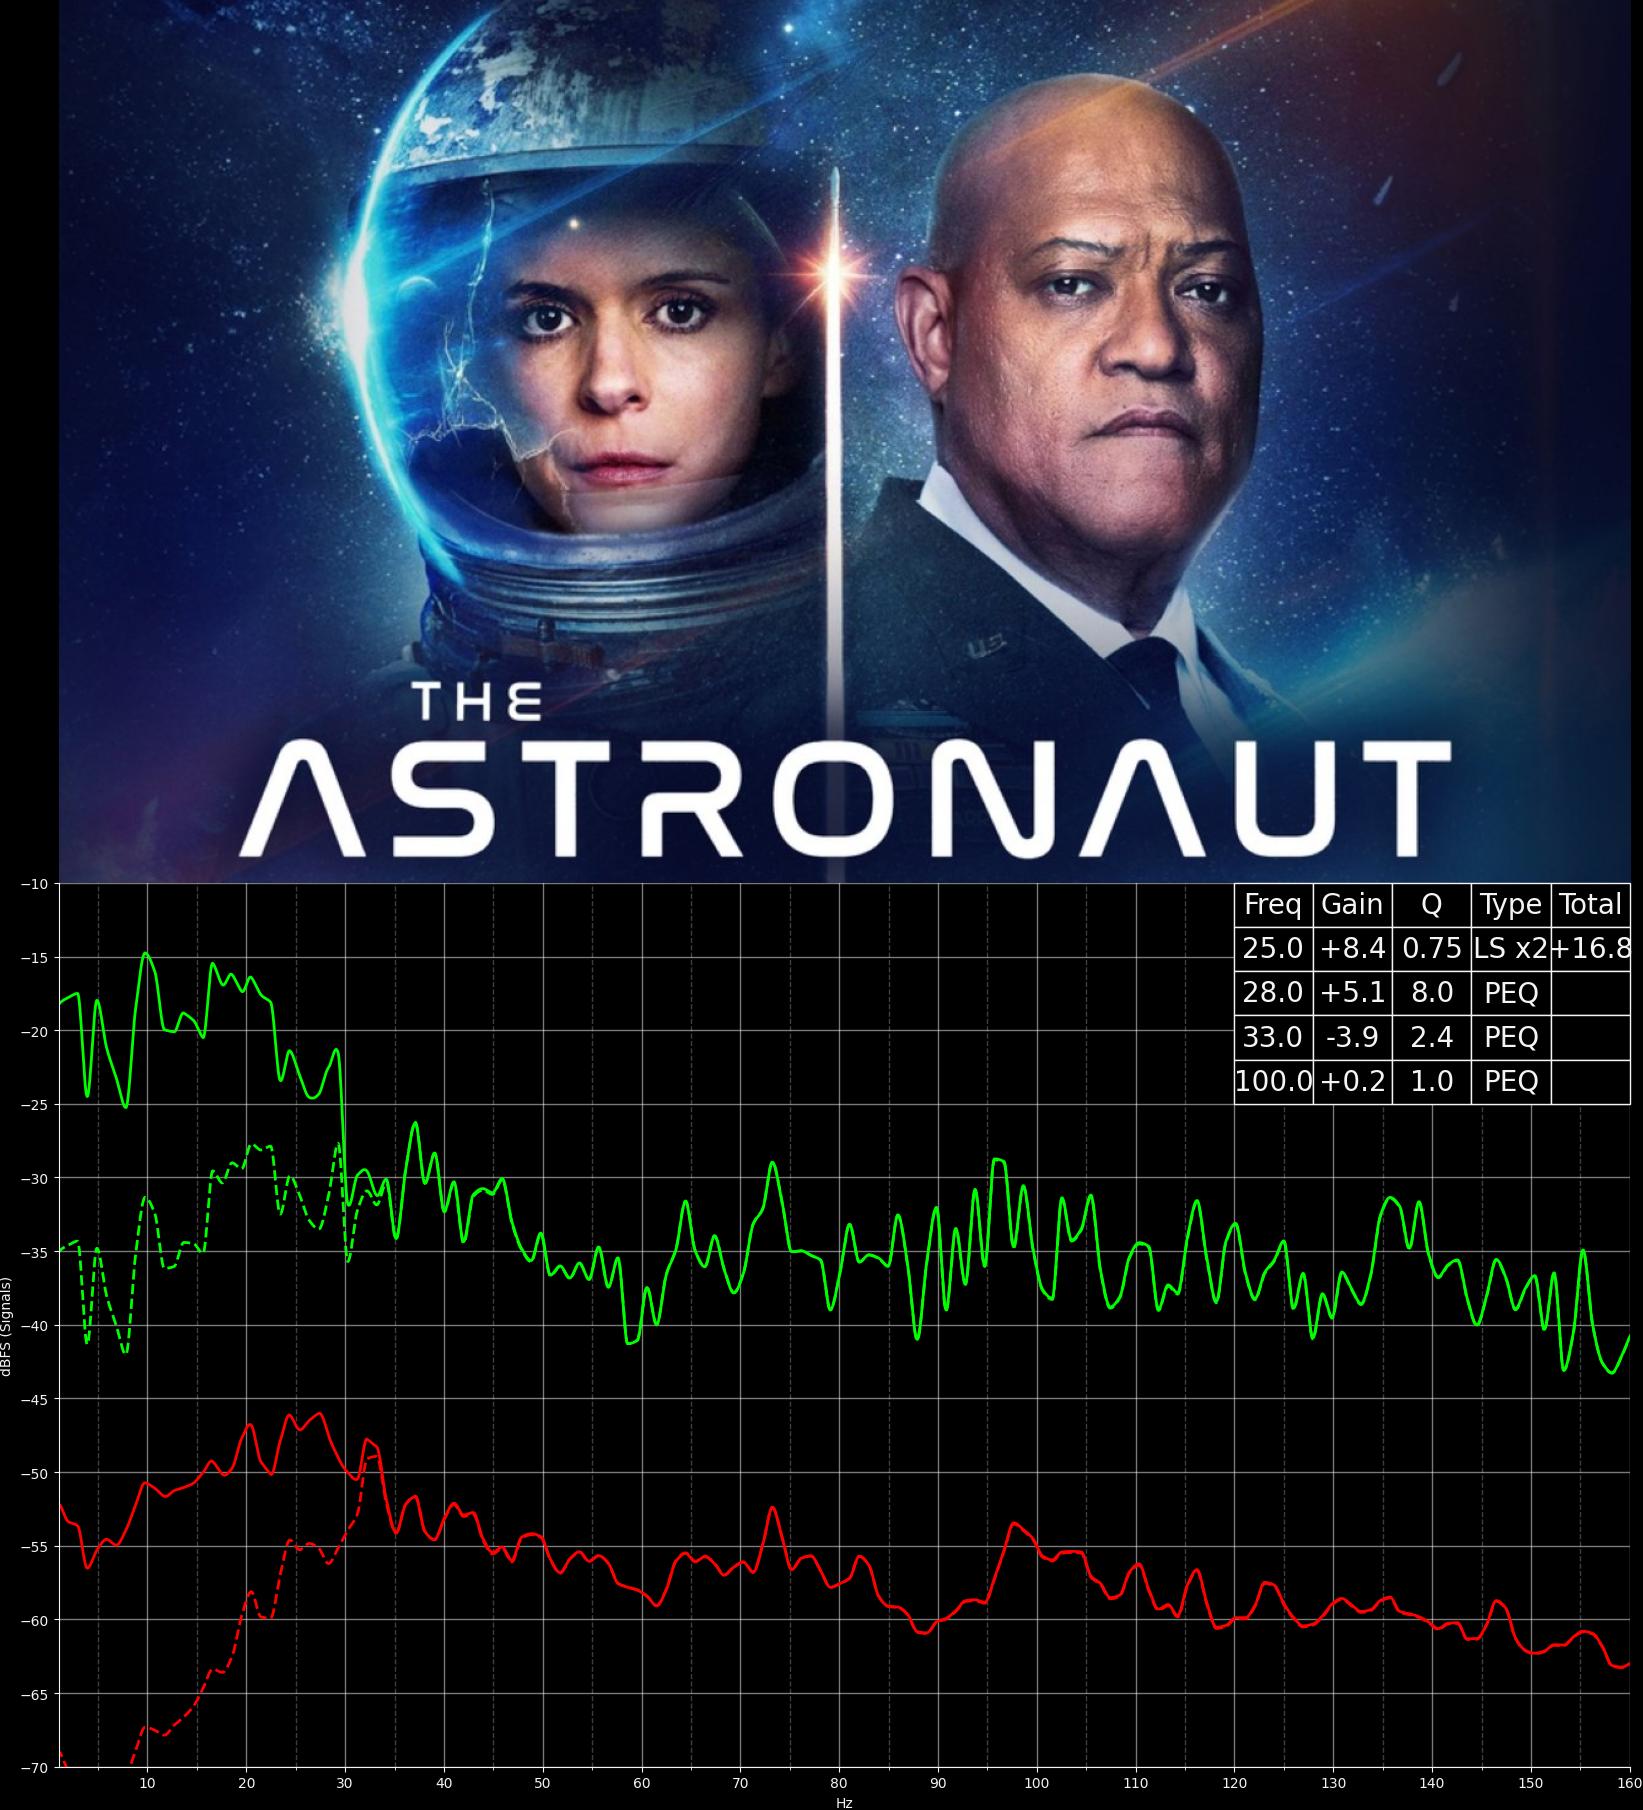 U.S.
THE
ASTRONAUT
Freq Gain Q Type Total
25.0 +8.4 0.75 LS x2 +16.8
28.0 +5.1 8.0 PEQ
33.0 -3.9 2.4 PEQ
100.0 +0.2 1.0 PEQ
−10
−15
−20
−25
−30
−35
−40
−45
−50
−55
−60
−65
−70
dBFS (Signals)
10 20 30 40 50 60 70 80 90 100 110 120 130 140 150 160
Hz